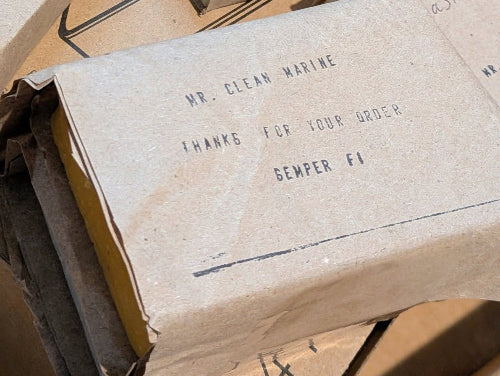 MR. CLEAN MARINE
THANKS FOR YOUR ORDER
SEMPER FI